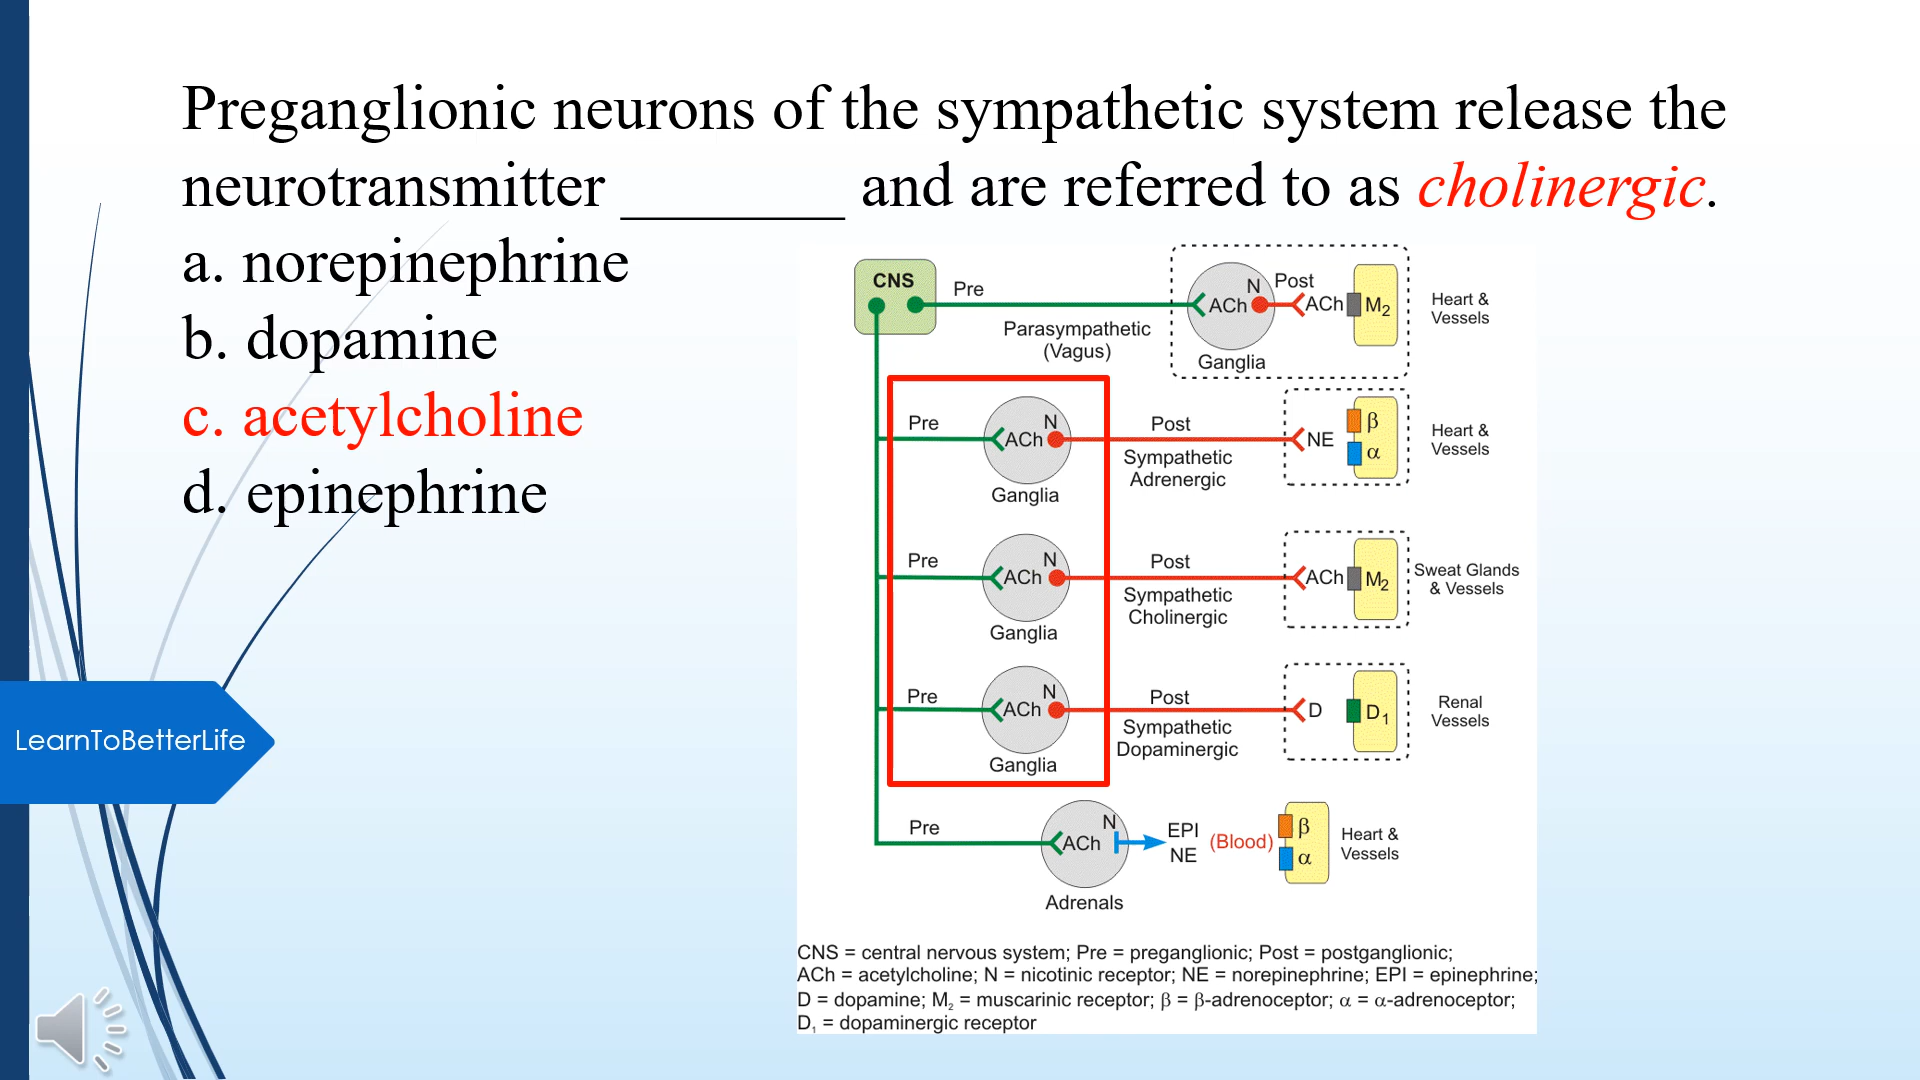 Preganglionic neurons of the sympathetic system release the
neurotransmitter _______ and are referred to as cholinergic.
a. norepinephrine
b. dopamine
c. acetylcholine
d. epinephrine
LearnToBetterLife
CNS
Pre
Parasympathetic
(Vagus)
N
ACh
Ganglia
Post
ACh
M2
Heart &
Vessels
Pre
N
ACh
Ganglia
Post
Sympathetic
Adrenergic
NE
β
α
Heart &
Vessels
Pre
N
ACh
Ganglia
Post
Sympathetic
Cholinergic
ACh
M2
Sweat Glands
& Vessels
Pre
N
ACh
Ganglia
Post
Sympathetic
Dopaminergic
D
D1
Renal
Vessels
Pre
N
ACh
Adrenals
EPI
NE
(Blood)
β
α
Heart &
Vessels
CNS = central nervous system; Pre = preganglionic; Post = postganglionic;
ACh = acetylcholine; N = nicotinic receptor; NE = norepinephrine; EPI = epinephrine;
D = dopamine; M2 = muscarinic receptor; β = β-adrenoceptor; α = α-adrenoceptor;
D1 = dopaminergic receptor